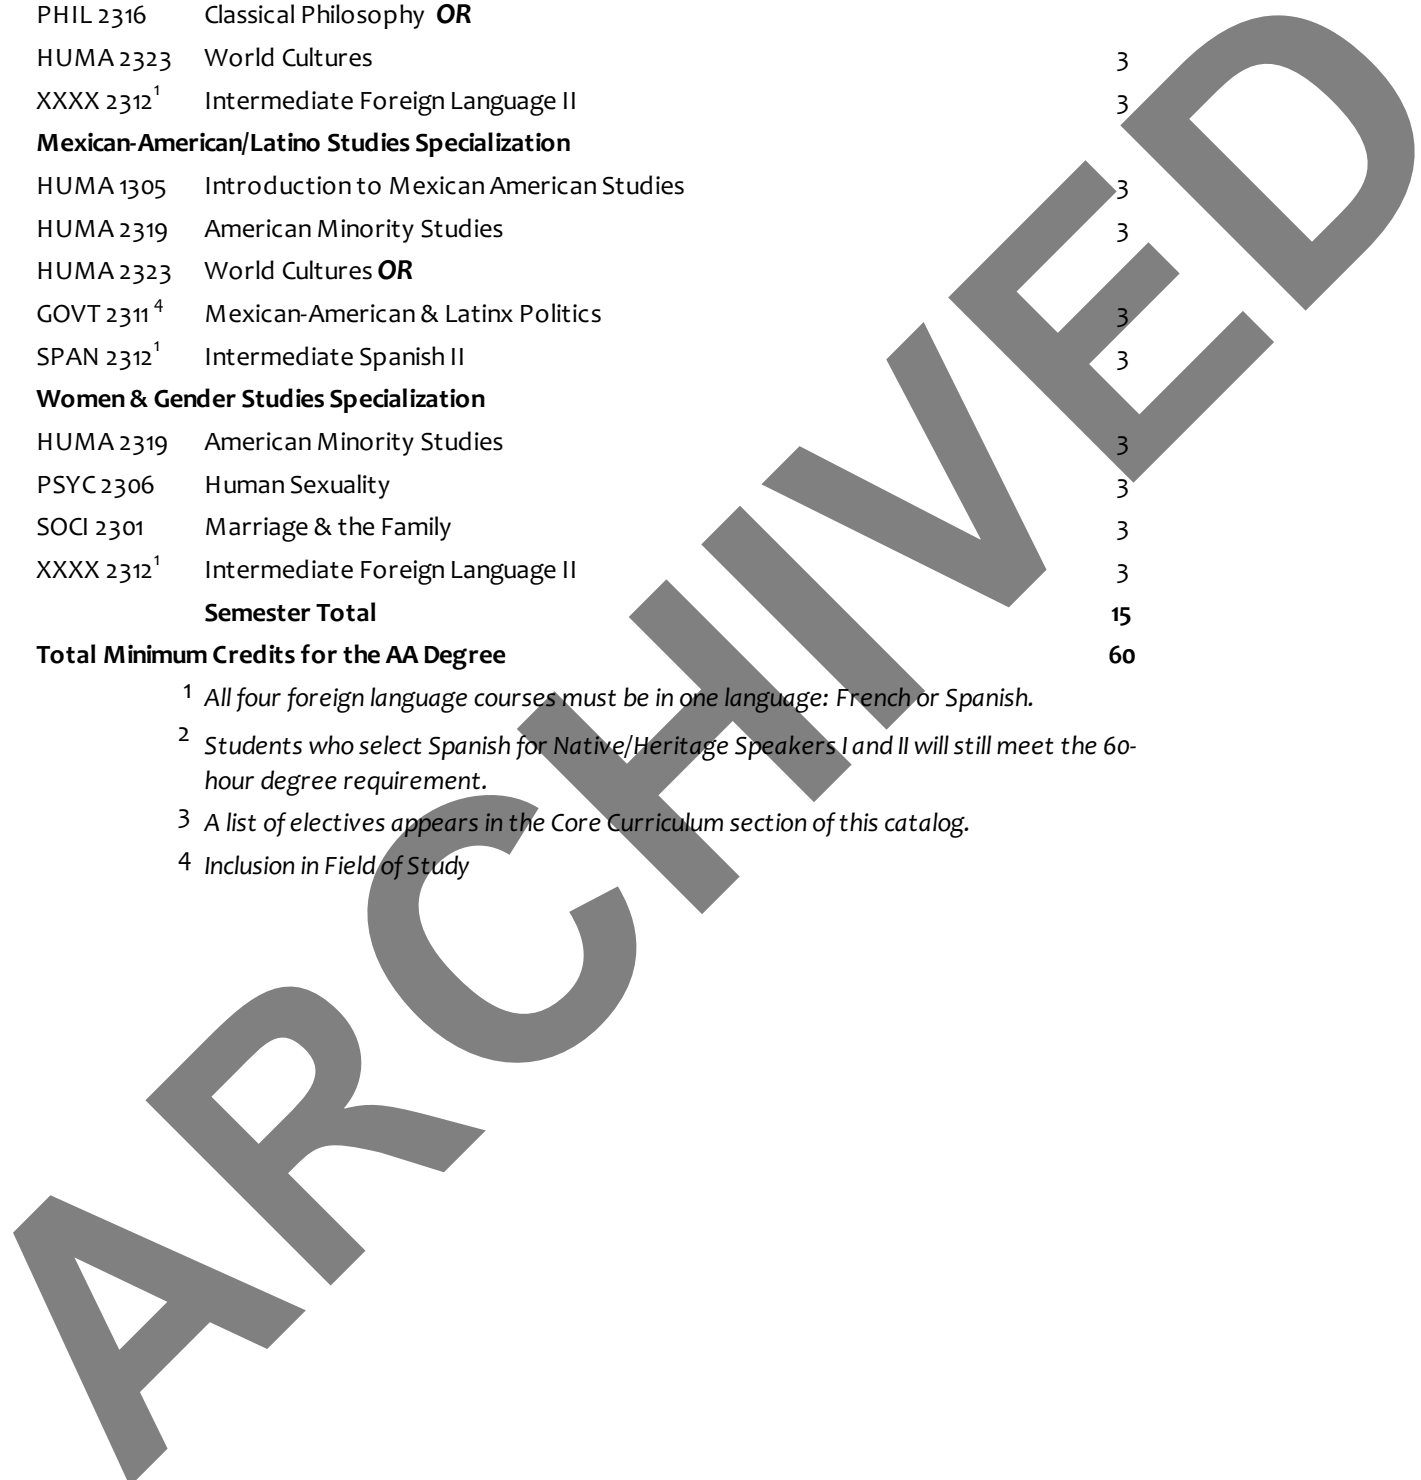 PHIL 2316 Classical Philosophy OR
HUMA 2323 World Cultures 3
XXXX 2312¹ Intermediate Foreign Language II 3
Mexican-American/Latino Studies Specialization
HUMA 1305 Introduction to Mexican American Studies 3
HUMA 2319 American Minority Studies 3
HUMA 2323 World Cultures OR
GOVT 2311 ⁴ Mexican-American & Latinx Politics 3
SPAN 2312¹ Intermediate Spanish II 3
Women & Gender Studies Specialization
HUMA 2319 American Minority Studies 3
PSYC 2306 Human Sexuality 3
SOCI 2301 Marriage & the Family 3
XXXX 2312¹ Intermediate Foreign Language II 3
Semester Total 15
Total Minimum Credits for the AA Degree 60
1 All four foreign language courses must be in one language: French or Spanish.
2 Students who select Spanish for Native/Heritage Speakers I and II will still meet the 60-
hour degree requirement.
3 A list of electives appears in the Core Curriculum section of this catalog.
4 Inclusion in Field of Study
ARCHIVED